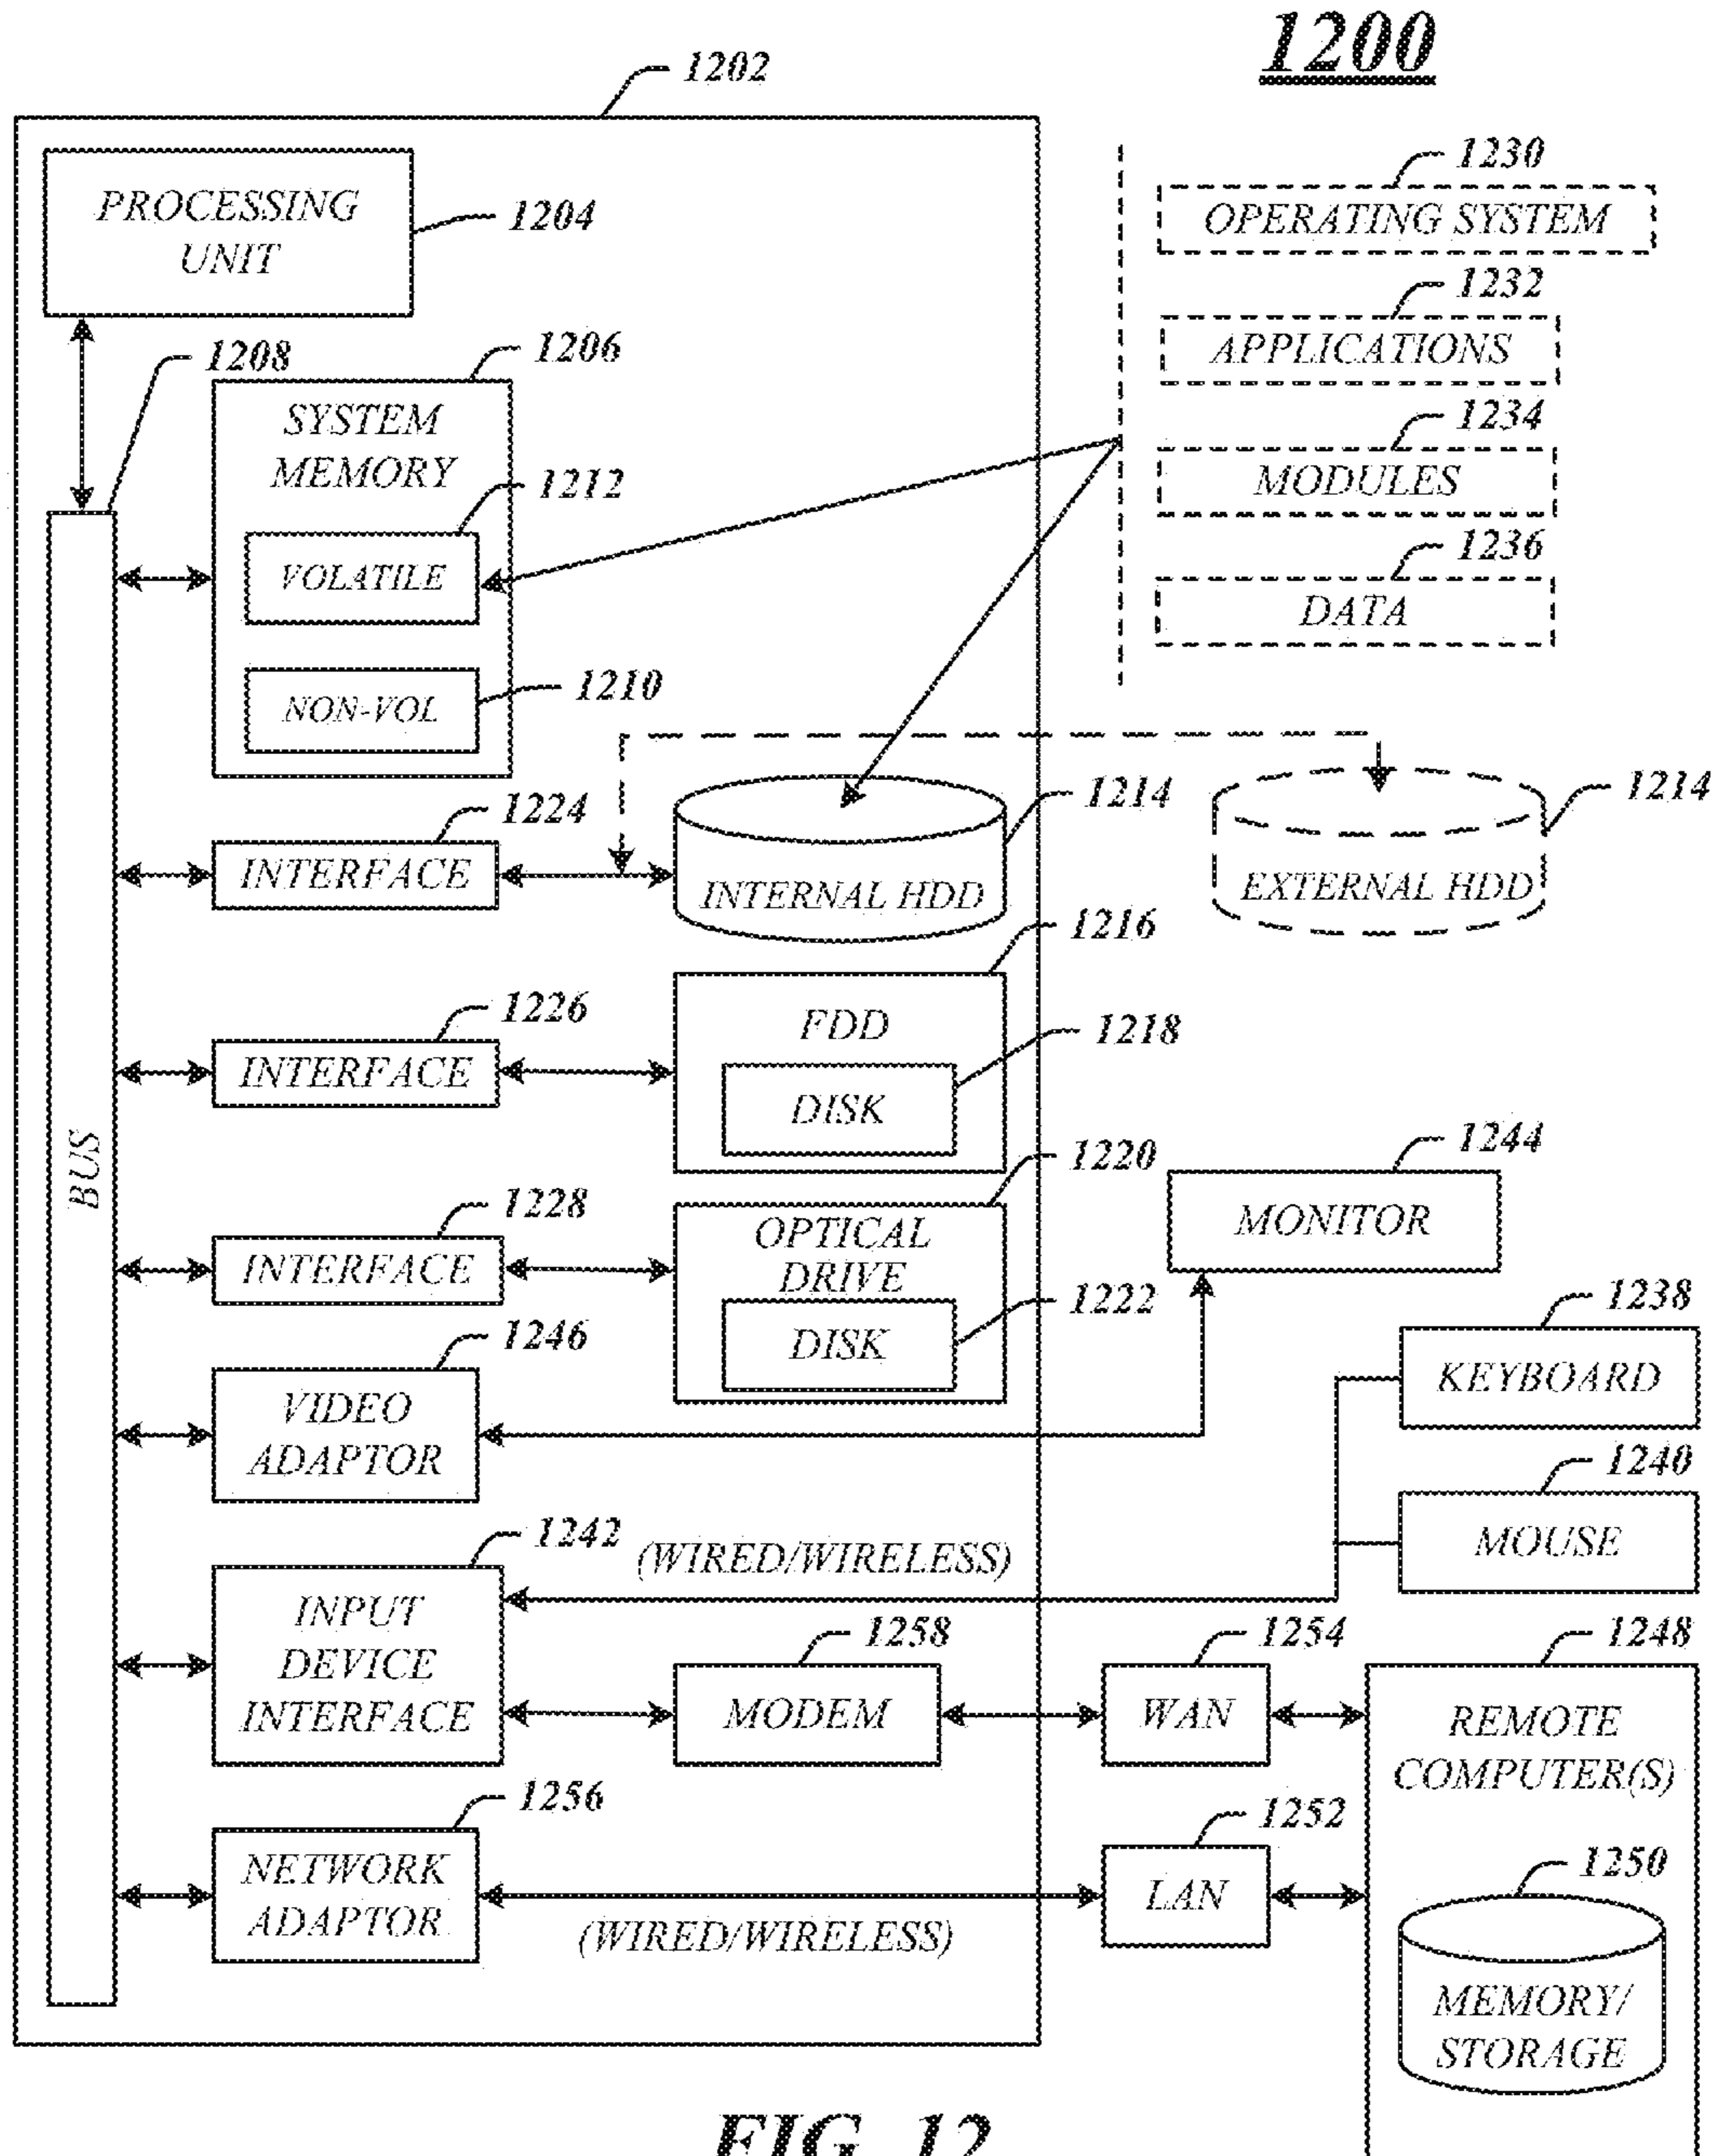 1200
1202
PROCESSING
UNIT
1204
1230
OPERATING SYSTEM
1232
APPLICATIONS
1234
MODULES
1236
DATA
1208
1206
SYSTEM
MEMORY
1212
VOLATILE
1210
NON-VOL
1224
INTERFACE
1214
INTERNAL HDD
1214
EXTERNAL HDD
1216
FDD
1218
DISK
1226
INTERFACE
BUS
1220
OPTICAL
DRIVE
1222
DISK
1228
INTERFACE
1244
MONITOR
1246
VIDEO
ADAPTOR
1238
KEYBOARD
1240
MOUSE
1242
(WIRED/WIRELESS)
INPUT
DEVICE
INTERFACE
1258
MODEM
1254
WAN
1248
REMOTE
COMPUTER(S)
1256
NETWORK
ADAPTOR
(WIRED/WIRELESS)
1252
LAN
1250
MEMORY/
STORAGE
FIG. 12